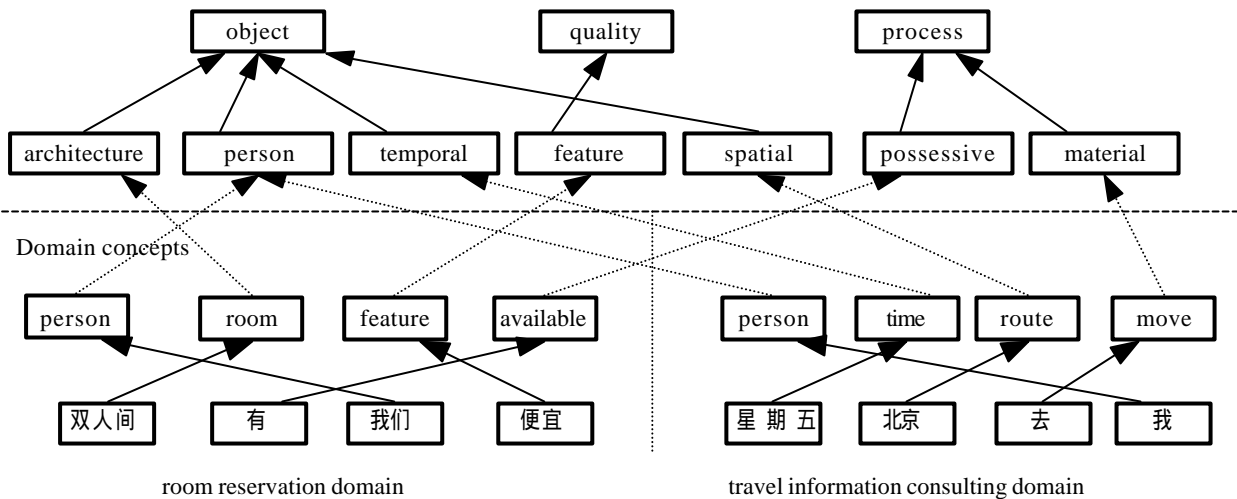 object quality process
architecture person temporal feature spatial possessive material
Domain concepts
person room feature available person time route move
双人间 有 我们 便宜 星期五 北京 去 我
room reservation domain travel information consulting domain